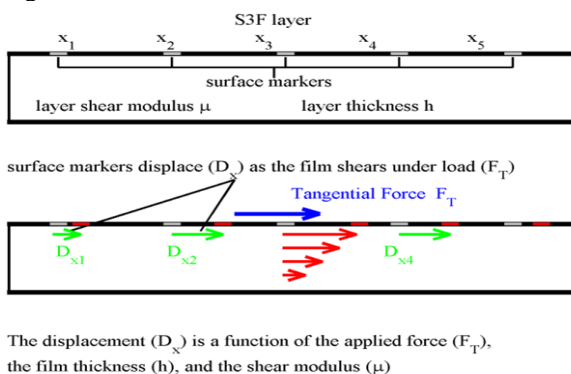 S3F layer
x1 x2 x3 x4 x5
surface markers
layer shear modulus μ layer thickness h
surface markers displace (Dx) as the film shears under load (FT)
Tangential Force FT
Dx1 Dx2 Dx4
The displacement (Dx) is a function of the applied force (FT),
the film thickness (h), and the shear modulus (μ)